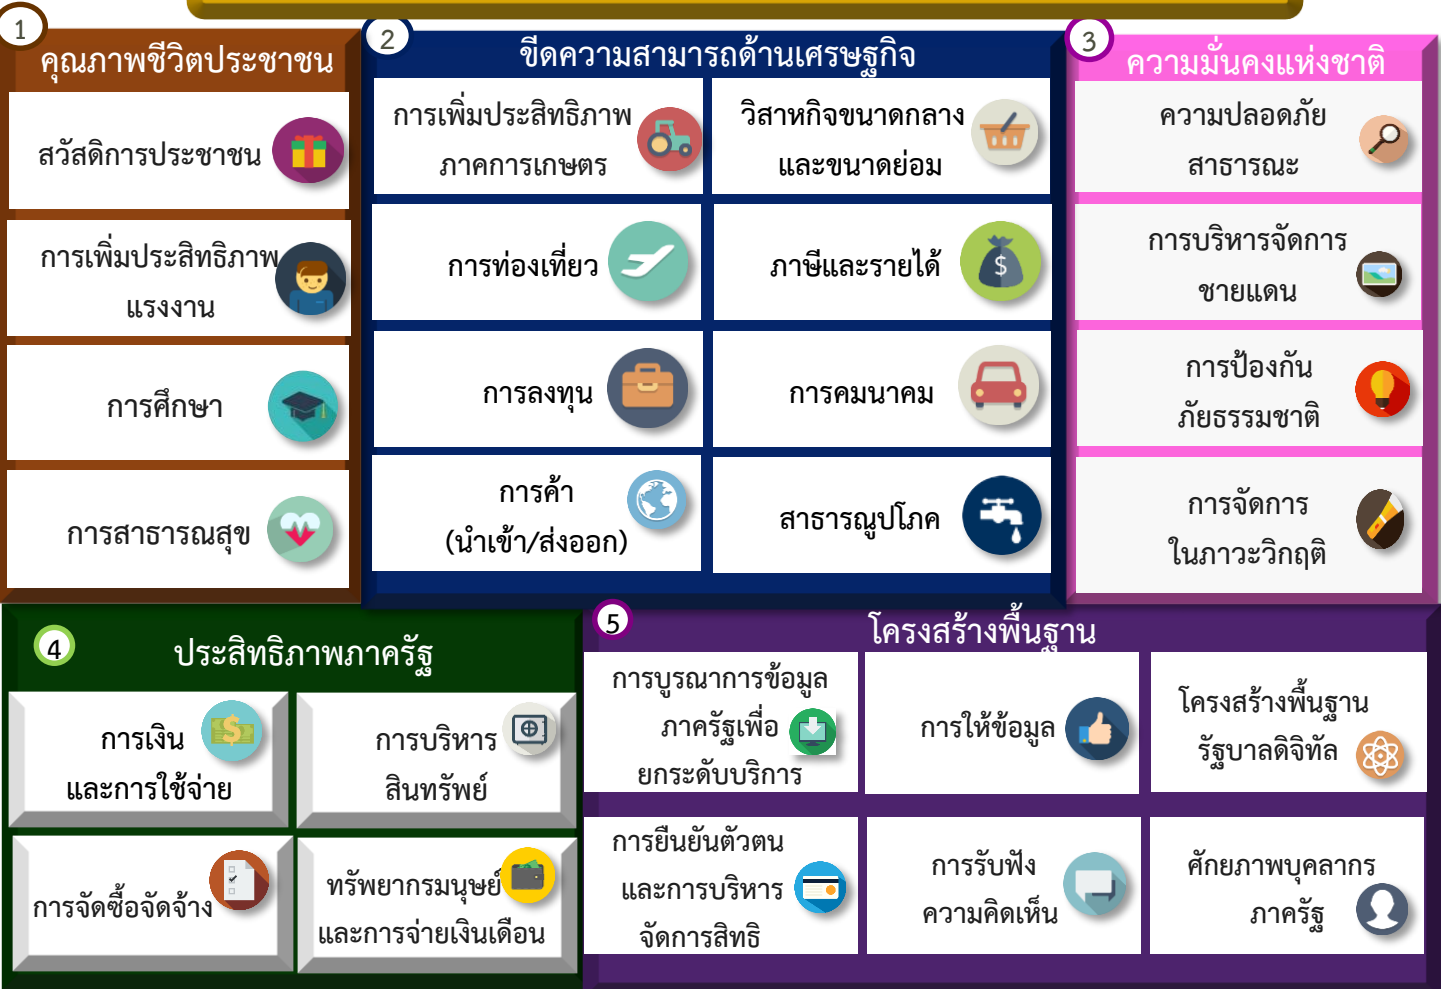 1
คุณภาพชีวิตประชาชน
สวัสดิการประชาชน
การเพิ่มประสิทธิภาพ
แรงงาน
การศึกษา
การสาธารณสุข
2
ขีดความสามารถด้านเศรษฐกิจ
การเพิ่มประสิทธิภาพ
ภาคการเกษตร
วิสาหกิจขนาดกลาง
และขนาดย่อม
การท่องเที่ยว
ภาษีและรายได้
$
การลงทุน
การคมนาคม
การค้า
(นำเข้า/ส่งออก)
สาธารณูปโภค
3
ความมั่นคงแห่งชาติ
ความปลอดภัย
สาธารณะ
การบริหารจัดการ
ชายแดน
การป้องกัน
ภัยธรรมชาติ
การจัดการ
ในภาวะวิกฤติ
4
ประสิทธิภาพภาครัฐ
การเงิน
และการใช้จ่าย
$
การบริหาร
สินทรัพย์
การจัดซื้อจัดจ้าง
ทรัพยากรมนุษย์
และการจ่ายเงินเดือน
5
โครงสร้างพื้นฐาน
การบูรณาการข้อมูล
ภาครัฐเพื่อ
ยกระดับบริการ
การให้ข้อมูล
โครงสร้างพื้นฐาน
รัฐบาลดิจิทัล
การยืนยันตัวตน
และการบริหาร
จัดการสิทธิ
การรับฟัง
ความคิดเห็น
ศักยภาพบุคลากร
ภาครัฐ